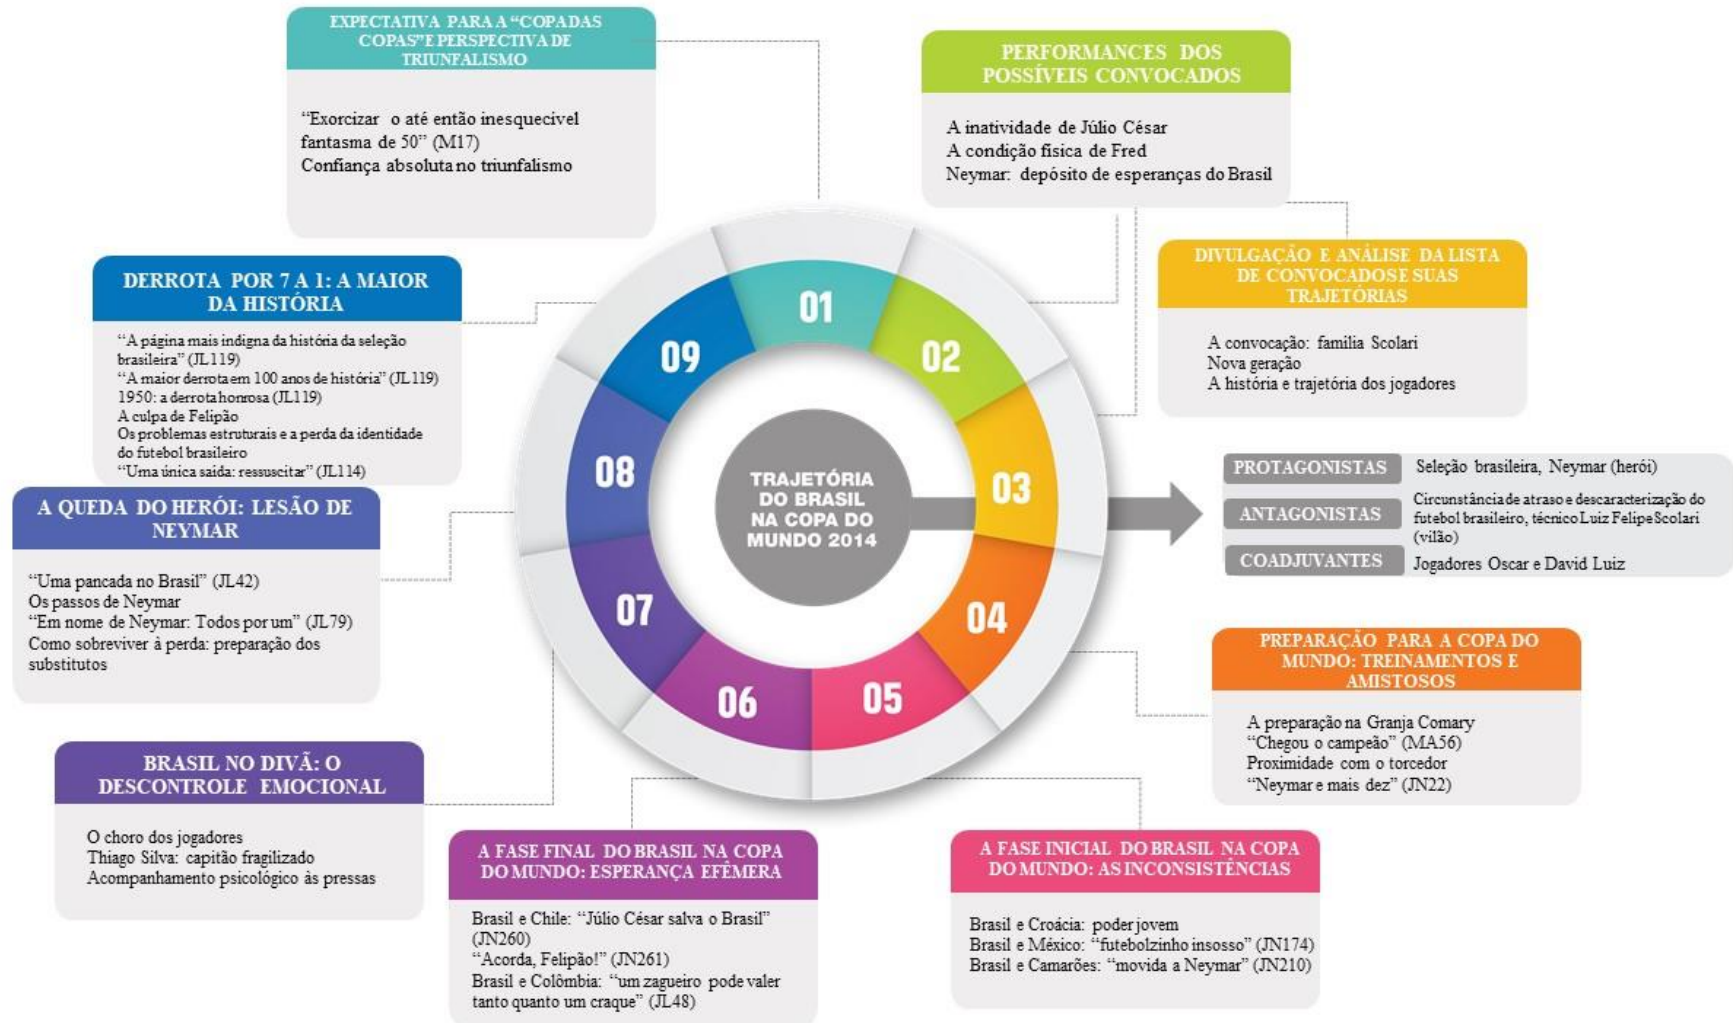 EXPECTATIVA PARA A “COPA DAS
COPAS” E PERSPECTIVA DE
TRIUNFALISMO
“Exorcizar o até então inesquecível
fantasma de 50” (M17)
Confiança absoluta no triunfalismo
PERFORMANCES DOS
POSSÍVEIS CONVOCADOS
A inatividade de Júlio César
A condição física de Fred
Neymar: depósito de esperanças do Brasil
DIVULGAÇÃO E ANÁLISE DA LISTA
DE CONVOCADOS E SUAS
TRAJETÓRIAS
A convocação: familia Scolari
Nova geração
A história e trajetória dos jogadores
PROTAGONISTAS
Seleção brasileira, Neymar (herói)
ANTAGONISTAS
Circunstância de atraso e descaracterização do
futebol brasileiro, técnico Luiz Felipe Scolari
(vilão)
COADJUVANTES
Jogadores Oscar e David Luiz
PREPARAÇÃO PARA A COPA DO
MUNDO: TREINAMENTOS E
AMISTOSOS
A preparação na Granja Comary
“Chegou o campeão” (MA56)
Proximidade com o torcedor
“Neymar e mais dez” (JN22)
A FASE INICIAL DO BRASIL NA COPA
DO MUNDO: AS INCONSISTÊNCIAS
Brasil e Croácia: poder jovem
Brasil e México: “futebolzinho insosso” (JN174)
Brasil e Camarões: “movida a Neymar” (JN210)
A FASE FINAL DO BRASIL NA COPA
DO MUNDO: ESPERANÇA EFÊMERA
Brasil e Chile: “Júlio César salva o Brasil”
(JN260)
“Acorda, Felipão!” (JN261)
Brasil e Colômbia: “um zagueiro pode valer
tanto quanto um craque” (JL48)
BRASIL NO DIVÃ: O
DESCONTROLE EMOCIONAL
O choro dos jogadores
Thiago Silva: capitão fragilizado
Acompanhamento psicológico às pressas
A QUEDA DO HERÓI: LESÃO DE
NEYMAR
“Uma pancada no Brasil” (JL42)
Os passos de Neymar
“Em nome de Neymar: Todos por um” (JL79)
Como sobreviver à perda: preparação dos
substitutos
DERROTA POR 7 A 1: A MAIOR
DA HISTÓRIA
“A página mais indigna da história da seleção
brasileira” (JL119)
“A maior derrota em 100 anos de história” (JL119)
1950: a derrota honrosa (JL119)
A culpa de Felipão
Os problemas estruturais e a perda da identidade
do futebol brasileiro
“Uma única saída: ressuscitar” (JL114)
01
02
03
04
05
06
07
08
09
TRAJETÓRIA
DO BRASIL
NA COPA DO
MUNDO 2014